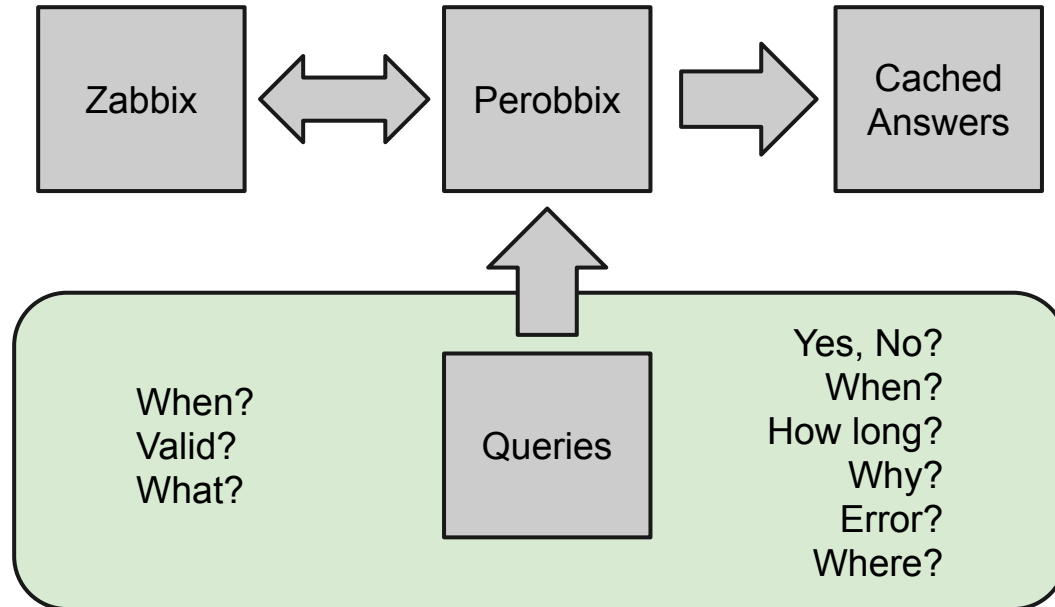 Zabbix
Perobbix
Cached
Answers
When?
Valid?
What?
Queries
Yes, No?
When?
How long?
Why?
Error?
Where?